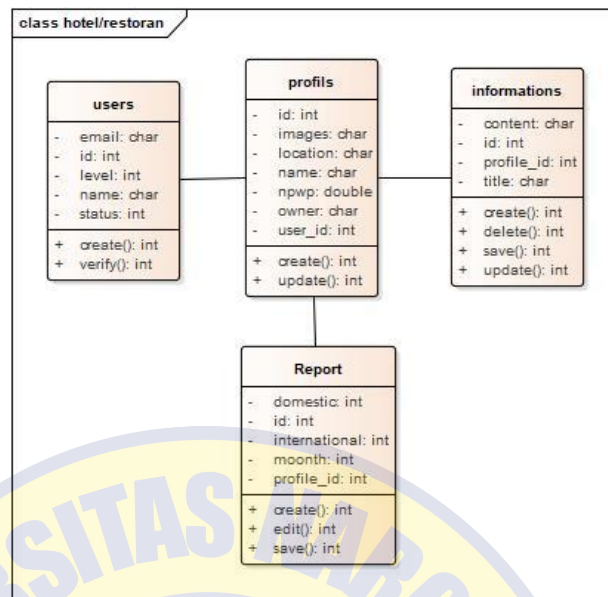 class hotel/restoran
users
- email: char
- id: int
- level: int
- name: char
- status: int
+ create(): int
+ verify(): int
profils
- id: int
- images: char
- location: char
- name: char
- npwp: double
- owner: char
- user_id: int
+ create(): int
+ update(): int
informations
- content: char
- id: int
- profile_id: int
- title: char
+ create(): int
+ delete(): int
+ save(): int
+ update(): int
Report
- domestic: int
- id: int
- international: int
- moonth: int
- profile_id: int
+ create(): int
+ edit(): int
+ save(): int